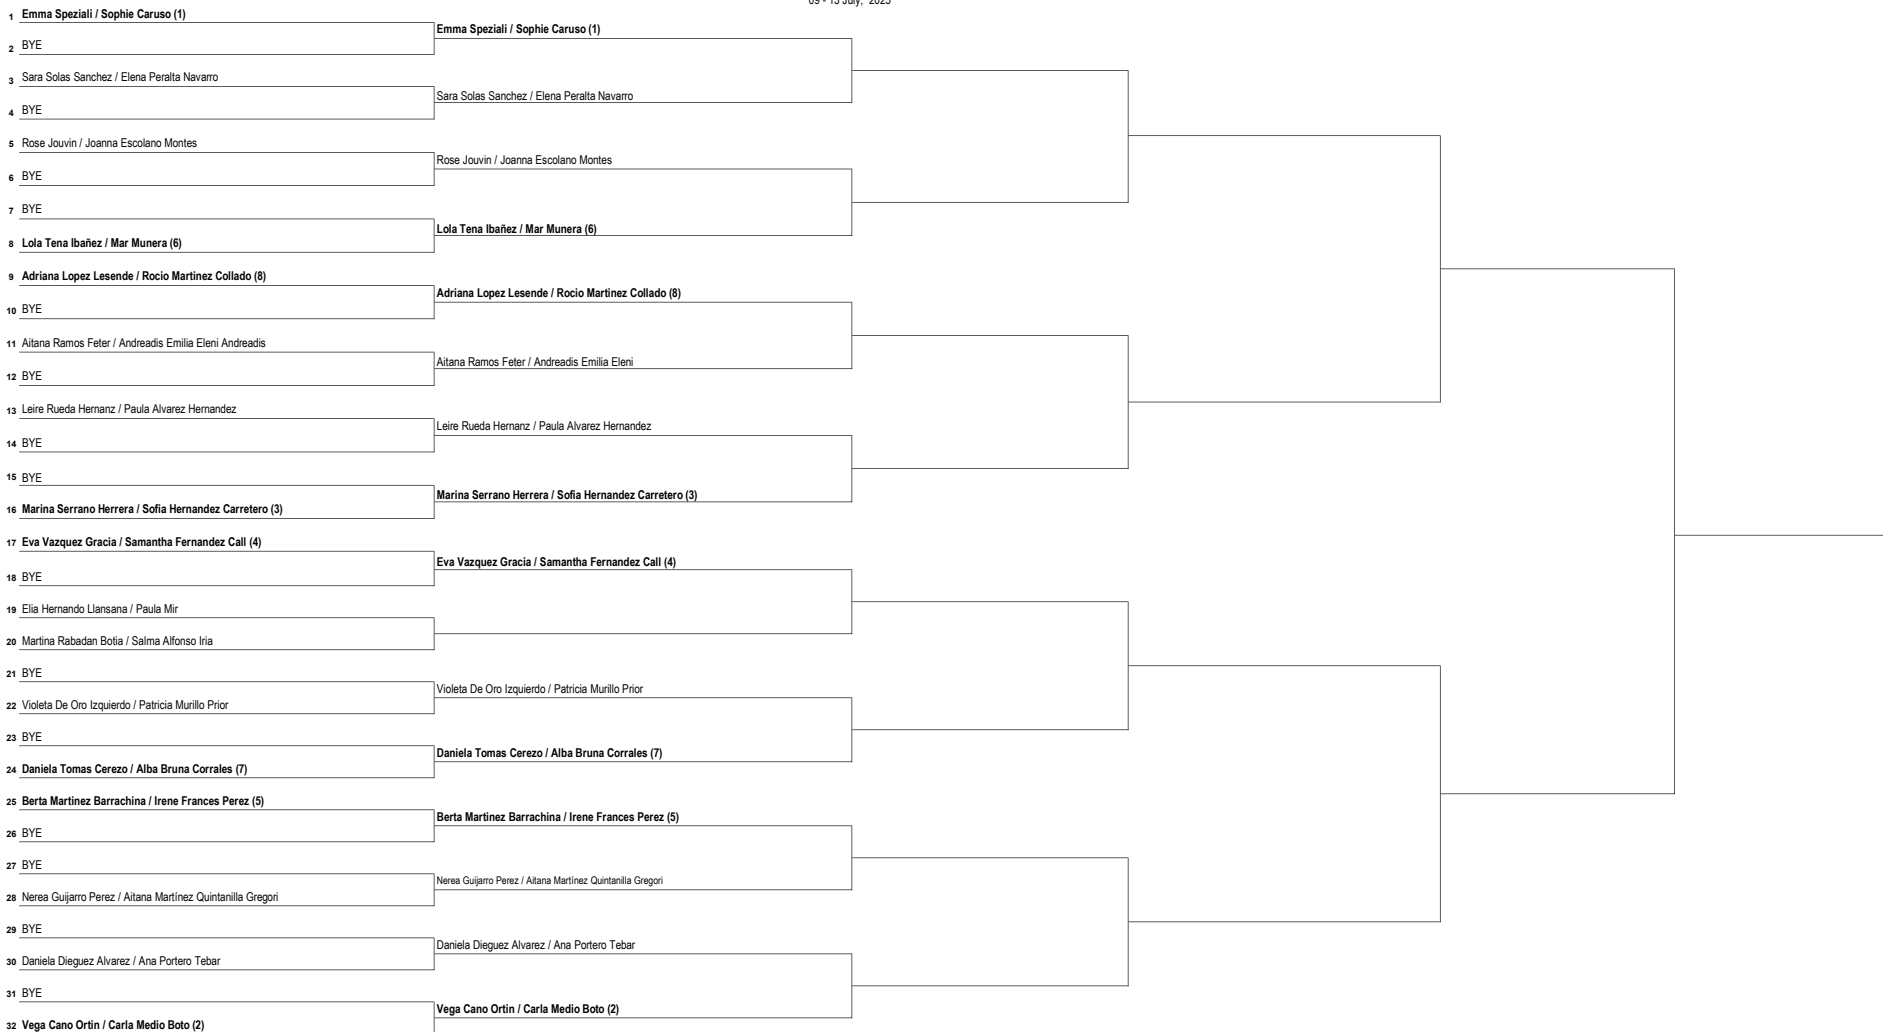 09 - 13 July, 2025
1 Emma Speziali / Sophie Caruso (1)
Emma Speziali / Sophie Caruso (1)
2 BYE
3 Sara Solas Sanchez / Elena Peralta Navarro
Sara Solas Sanchez / Elena Peralta Navarro
4 BYE
5 Rose Jouvin / Joanna Escolano Montes
Rose Jouvin / Joanna Escolano Montes
6 BYE
7 BYE
Lola Tena Ibañez / Mar Munera (6)
8 Lola Tena Ibañez / Mar Munera (6)
9 Adriana Lopez Lesende / Rocio Martinez Collado (8)
Adriana Lopez Lesende / Rocio Martinez Collado (8)
10 BYE
11 Aitana Ramos Feter / Andreadis Emilia Eleni Andreadis
Aitana Ramos Feter / Andreadis Emilia Eleni
12 BYE
13 Leire Rueda Hernanz / Paula Alvarez Hernandez
Leire Rueda Hernanz / Paula Alvarez Hernandez
14 BYE
15 BYE
Marina Serrano Herrera / Sofia Hernandez Carretero (3)
16 Marina Serrano Herrera / Sofia Hernandez Carretero (3)
17 Eva Vazquez Gracia / Samantha Fernandez Call (4)
Eva Vazquez Gracia / Samantha Fernandez Call (4)
18 BYE
19 Elia Hernando Llansana / Paula Mir
20 Martina Rabadan Botia / Salma Alfonso Iria
21 BYE
Violeta De Oro Izquierdo / Patricia Murillo Prior
22 Violeta De Oro Izquierdo / Patricia Murillo Prior
23 BYE
Daniela Tomas Cerezo / Alba Bruna Corrales (7)
24 Daniela Tomas Cerezo / Alba Bruna Corrales (7)
25 Berta Martinez Barrachina / Irene Frances Perez (5)
Berta Martinez Barrachina / Irene Frances Perez (5)
26 BYE
27 BYE
Nerea Guijarro Perez / Aitana Martínez Quintanilla Gregori
28 Nerea Guijarro Perez / Aitana Martínez Quintanilla Gregori
29 BYE
Daniela Dieguez Alvarez / Ana Portero Tebar
30 Daniela Dieguez Alvarez / Ana Portero Tebar
31 BYE
Vega Cano Ortin / Carla Medio Boto (2)
32 Vega Cano Ortin / Carla Medio Boto (2)